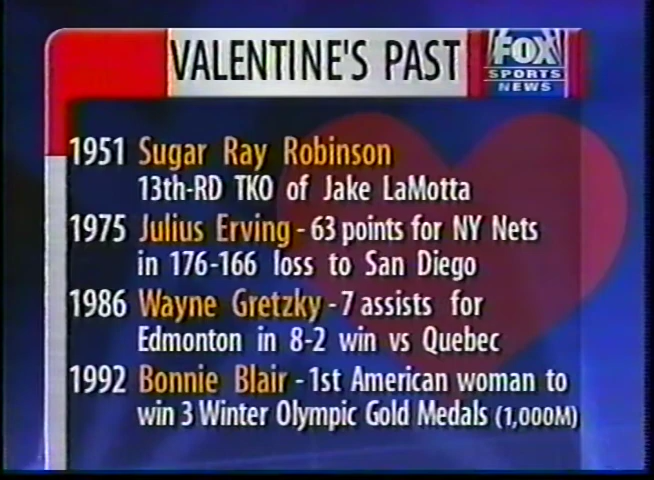 VALENTINE'S PAST
FOX
SPORTS
NEWS
1951 Sugar Ray Robinson
13th-RD TKO of Jake LaMotta
1975 Julius Erving - 63 points for NY Nets
in 176-166 loss to San Diego
1986 Wayne Gretzky - 7 assists for
Edmonton in 8-2 win vs Quebec
1992 Bonnie Blair - 1st American woman to
win 3 Winter Olympic Gold Medals (1,000M)